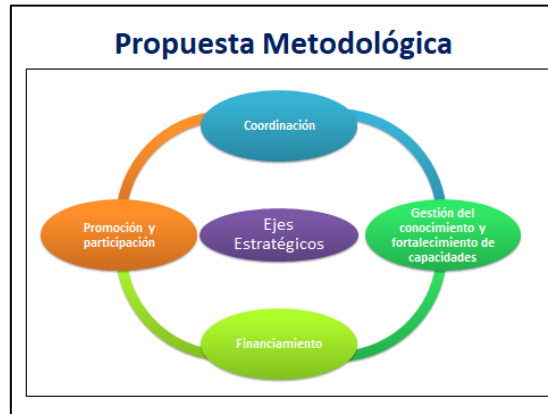 Propuesta Metodológica
Coordinación
Promoción y
participación
Ejes
Estratégicos
Gestión del
conocimiento y
fortalecimiento de
capacidades
Financiamiento